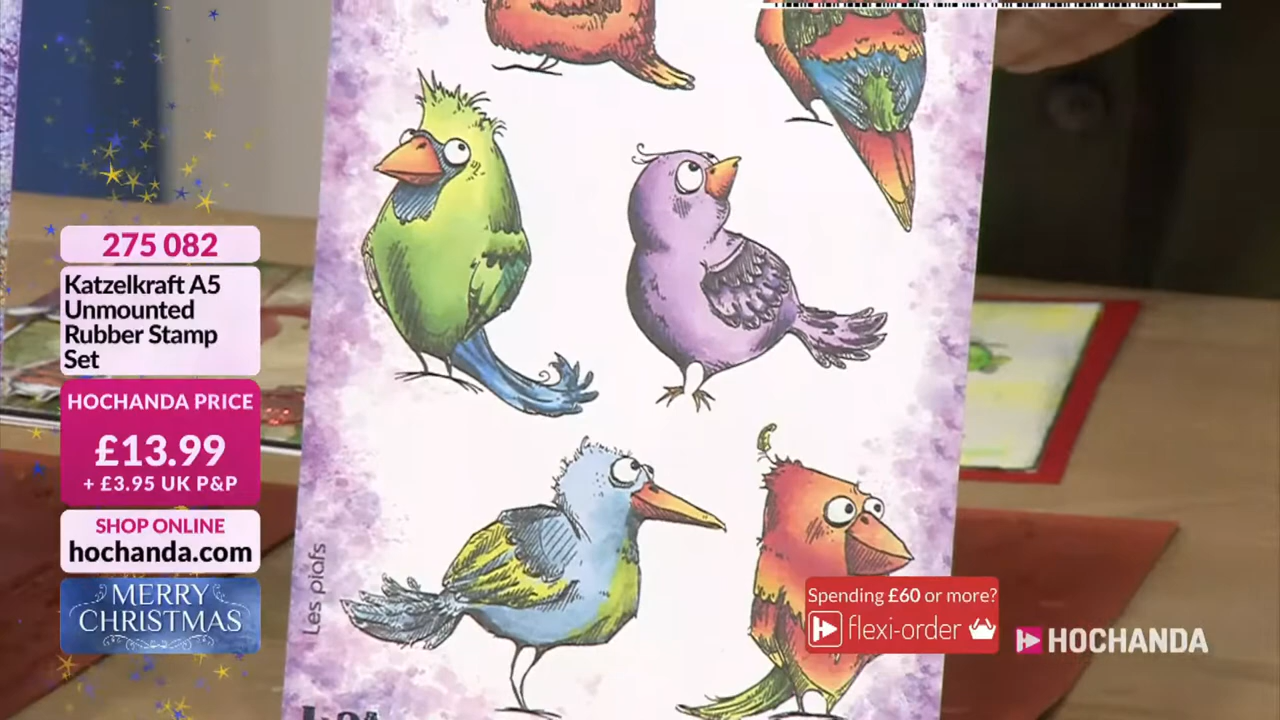 275 082
Katzelkraft A5
Unmounted
Rubber Stamp
Set
HOCHANDA PRICE
£13.99
+ £3.95 UK P&P
SHOP ONLINE
hochanda.com
MERRY
CHRISTMAS
Les piafs
Spending £60 or more?
flexi-order
HOCHANDA